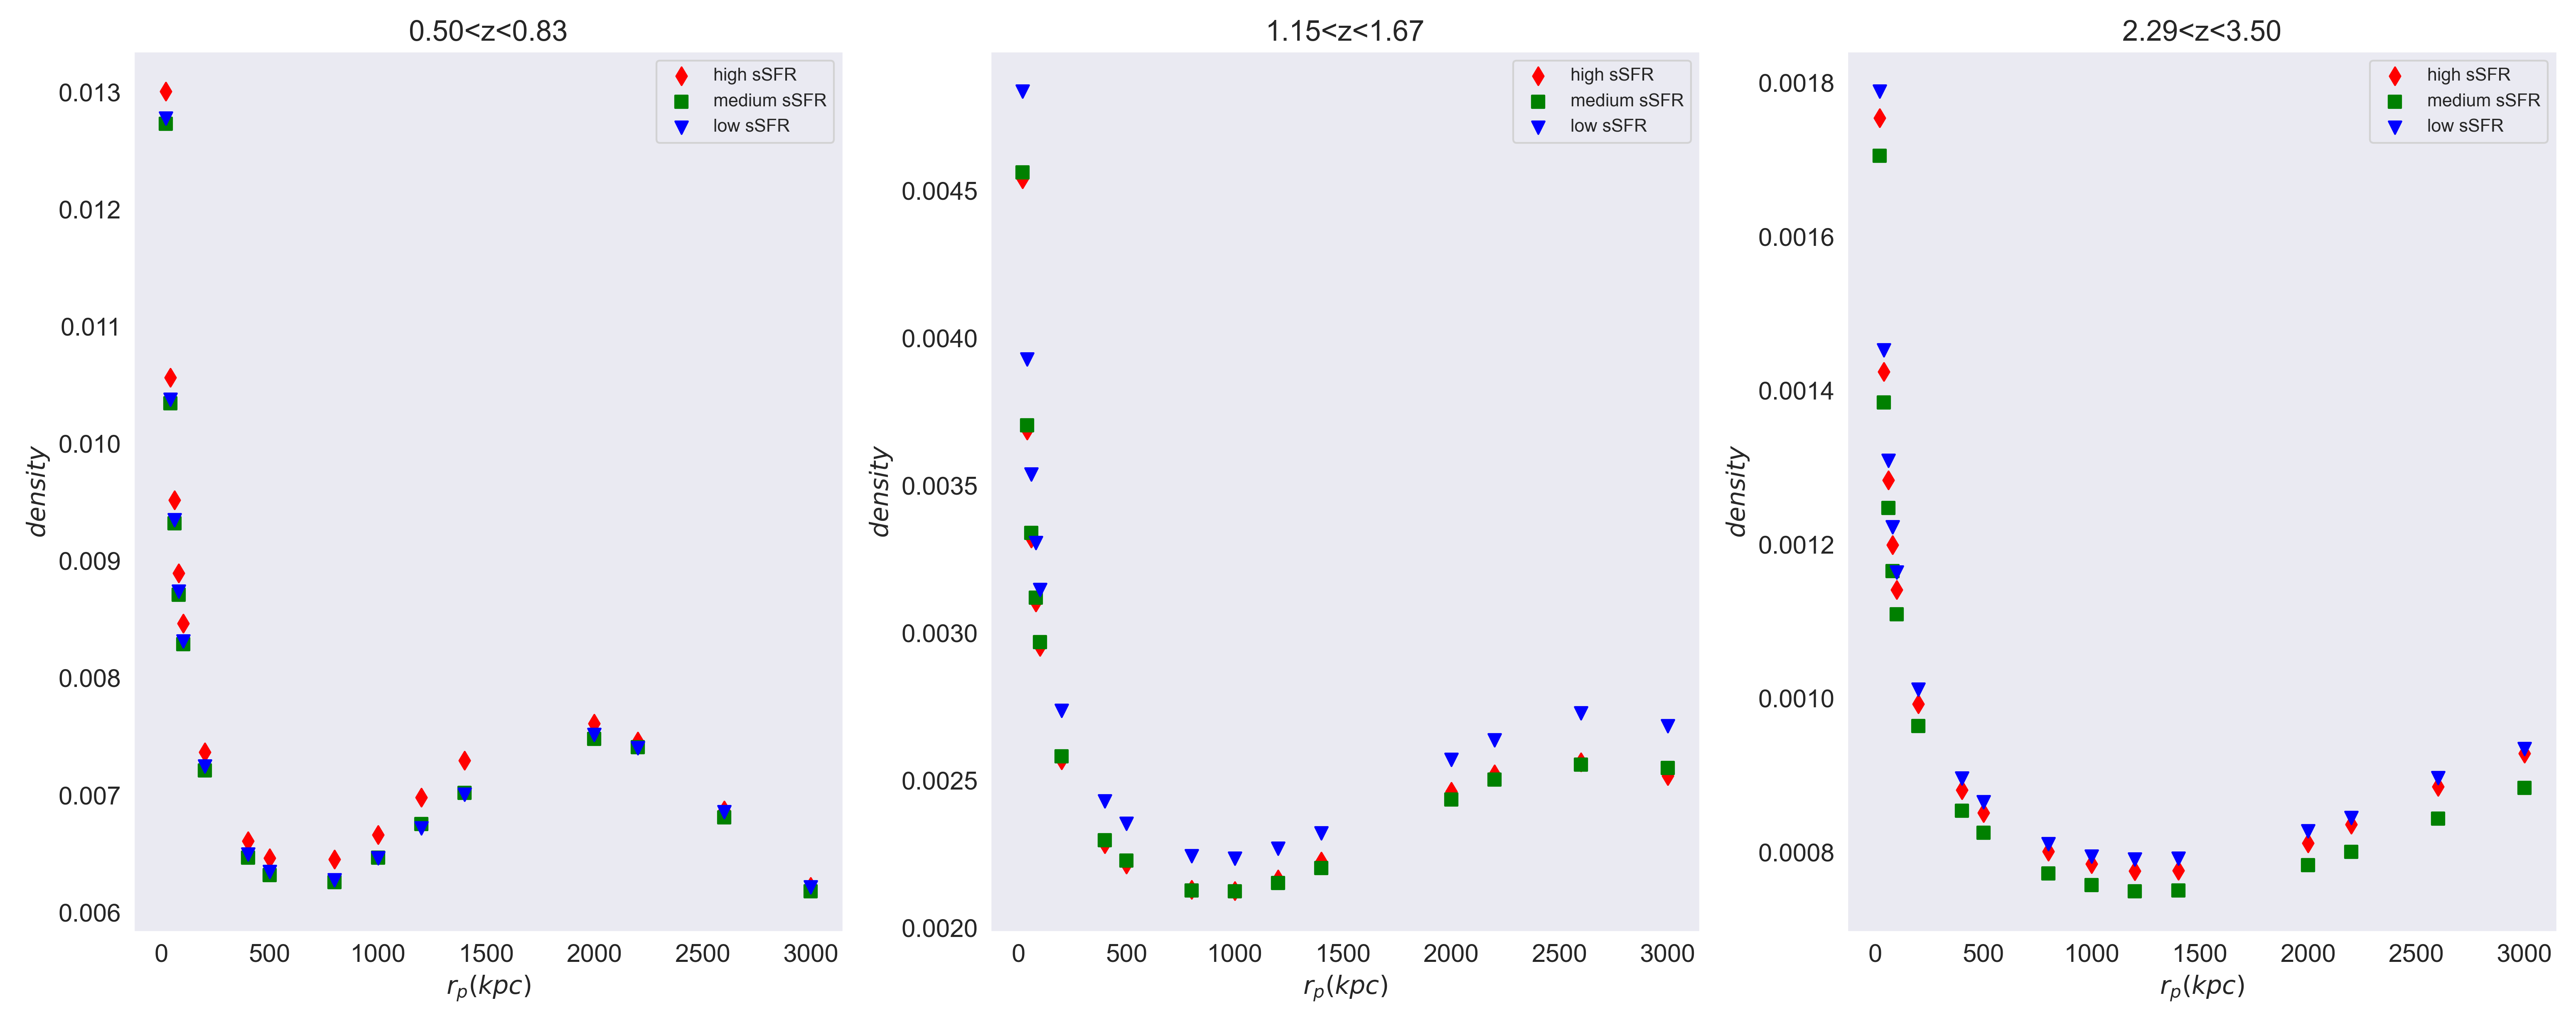 0.50<z<0.83
high sSFR
medium sSFR
low sSFR
0.013
0.012
0.011
0.010
0.009
0.008
0.007
0.006
density
0 500 1000 1500 2000 2500 3000
r_p(kpc)
1.15<z<1.67
high sSFR
medium sSFR
low sSFR
0.0045
0.0040
0.0035
0.0030
0.0025
0.0020
density
0 500 1000 1500 2000 2500 3000
r_p(kpc)
2.29<z<3.50
high sSFR
medium sSFR
low sSFR
0.0018
0.0016
0.0014
0.0012
0.0010
0.0008
density
0 500 1000 1500 2000 2500 3000
r_p(kpc)